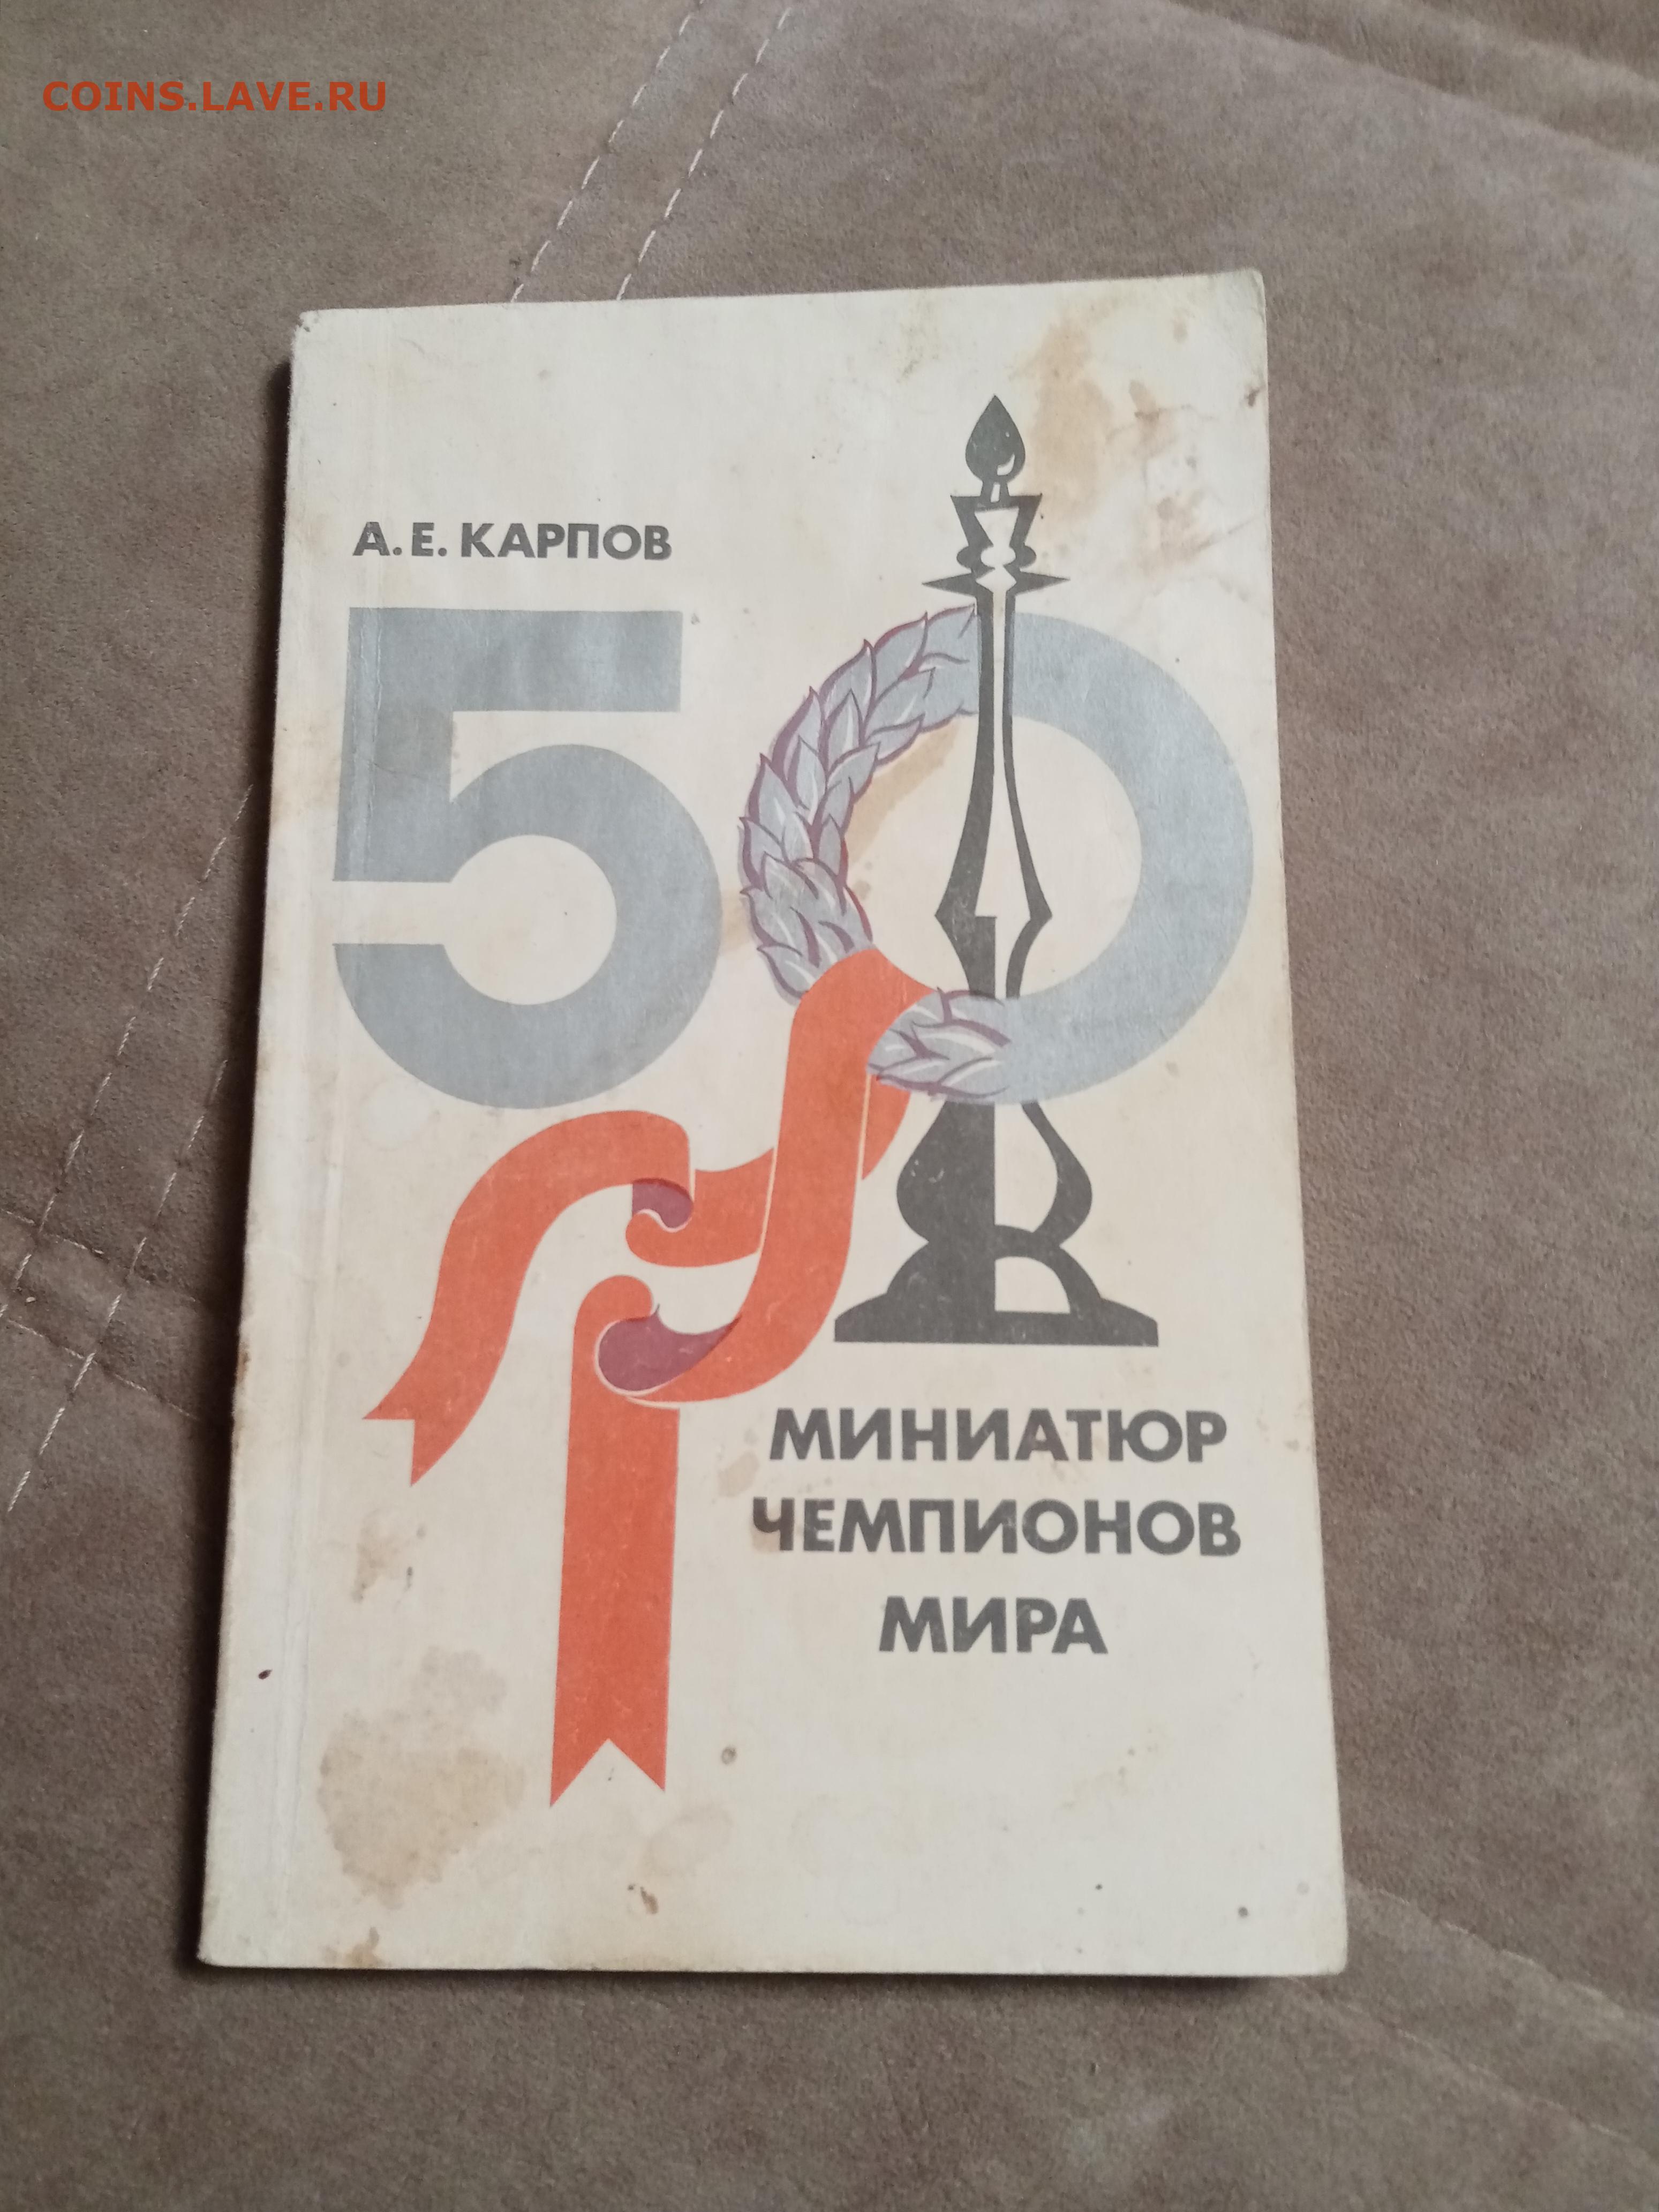 COINS.LAVE.RU
А. Е. КАРПОВ
50
МИНИАТЮР
ЧЕМПИОНОВ
МИРА